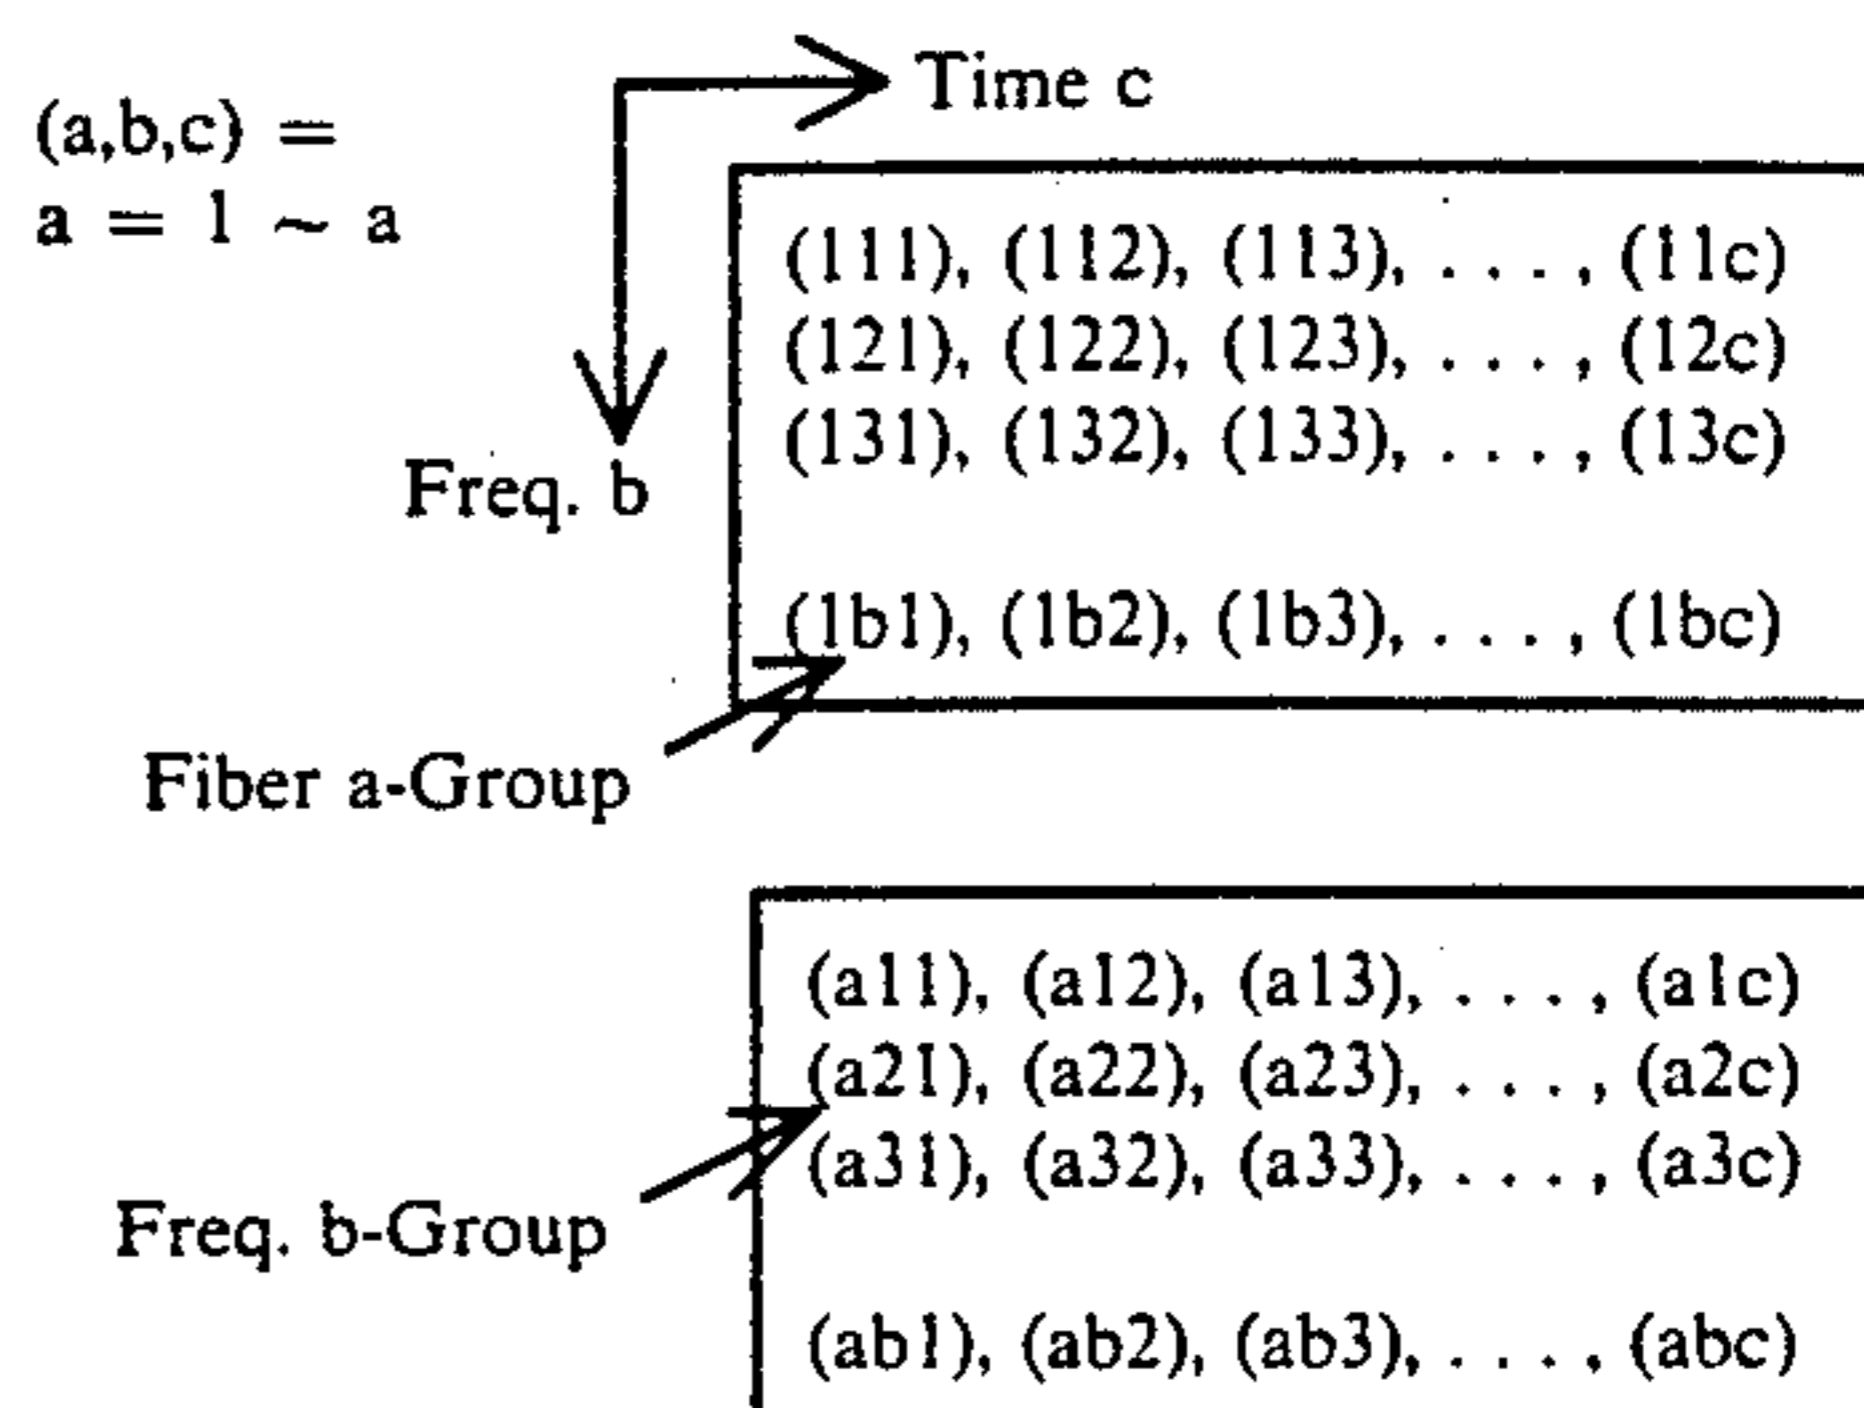 Time c
(a,b,c) =
a = 1 ~ a
(111), (112), (113), . . . , (11c)
(121), (122), (123), . . . , (12c)
(131), (132), (133), . . . , (13c)
Freq. b
(1b1), (1b2), (1b3), . . . , (1bc)
Fiber a-Group
(a11), (a12), (a13), . . . , (a1c)
(a21), (a22), (a23), . . . , (a2c)
(a31), (a32), (a33), . . . , (a3c)
Freq. b-Group
(ab1), (ab2), (ab3), . . . , (abc)